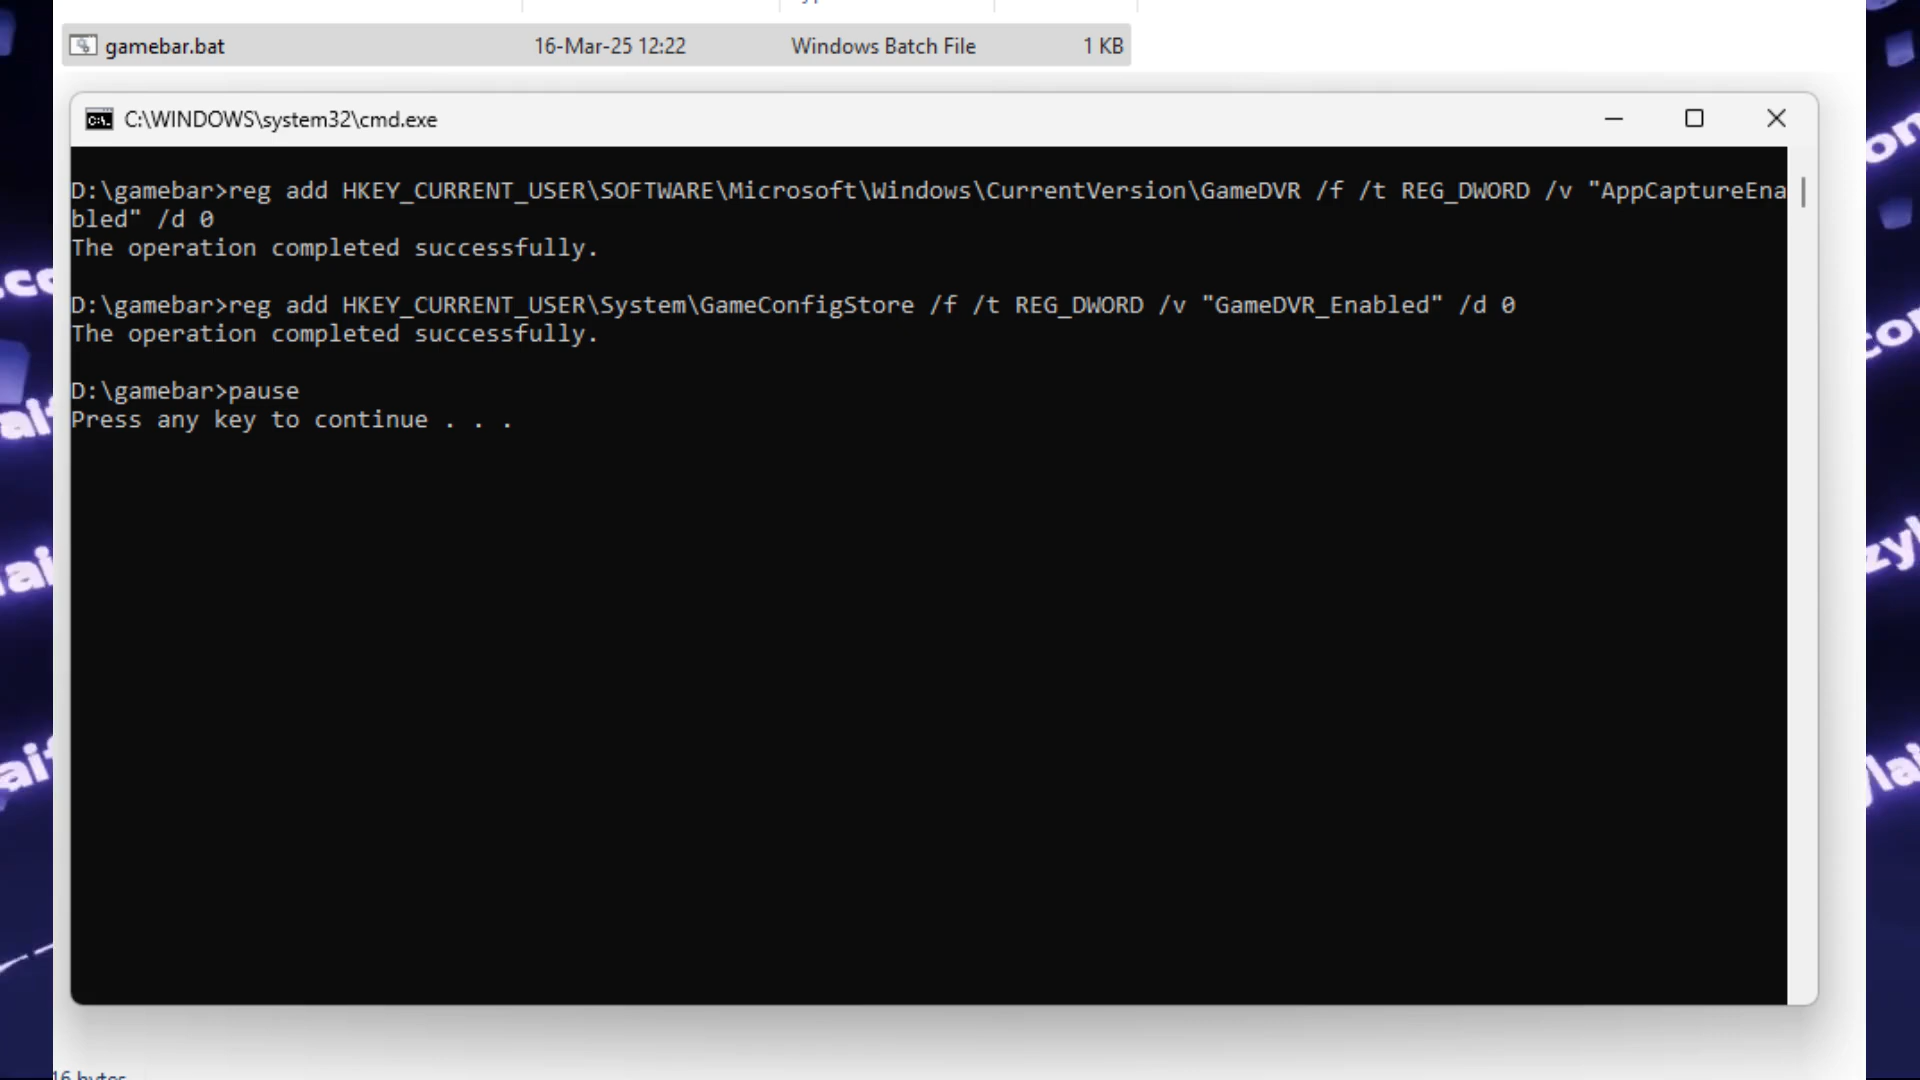 gamebar.bat 16-Mar-25 12:22 Windows Batch File 1 KB
C:\WINDOWS\system32\cmd.exe
D:\gamebar>reg add HKEY_CURRENT_USER\SOFTWARE\Microsoft\Windows\CurrentVersion\GameDVR /f /t REG_DWORD /v "AppCaptureEna
bled" /d 0
The operation completed successfully.
D:\gamebar>reg add HKEY_CURRENT_USER\System\GameConfigStore /f /t REG_DWORD /v "GameDVR_Enabled" /d 0
The operation completed successfully.
D:\gamebar>pause
Press any key to continue . . .